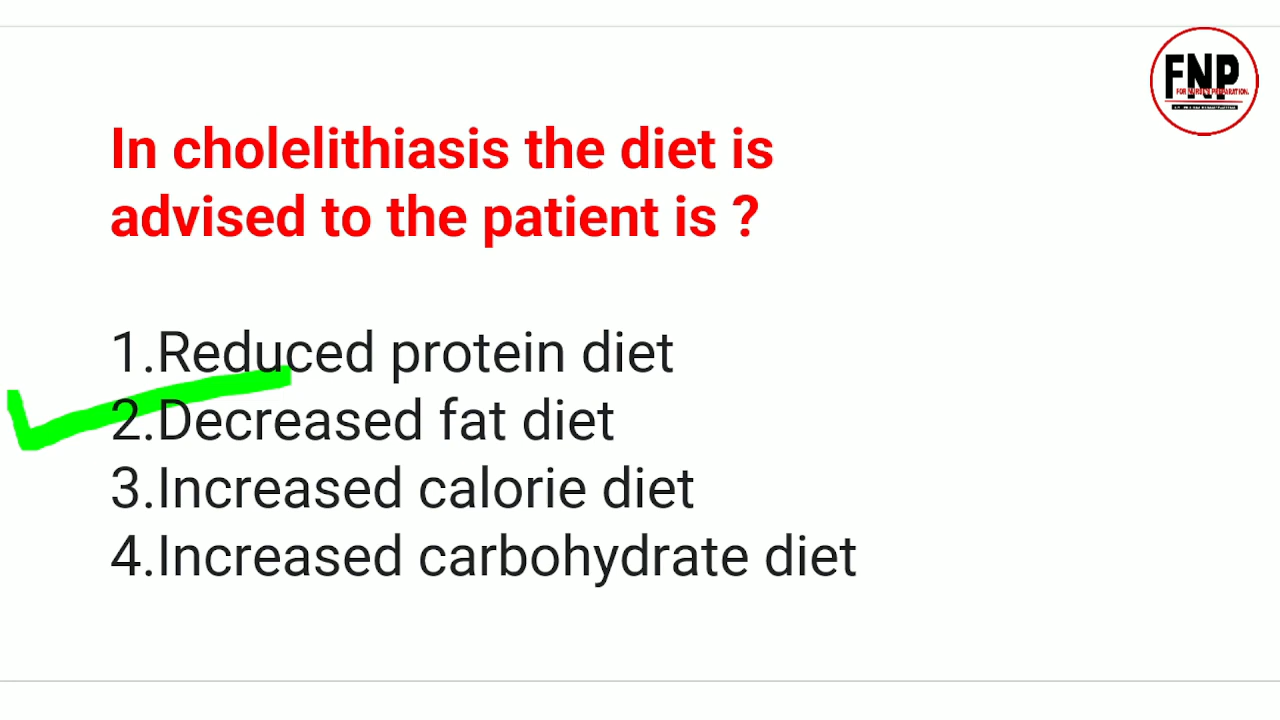 FNP
In cholelithiasis the diet is
advised to the patient is ?
1.Reduced protein diet
2.Decreased fat diet
3.Increased calorie diet
4.Increased carbohydrate diet